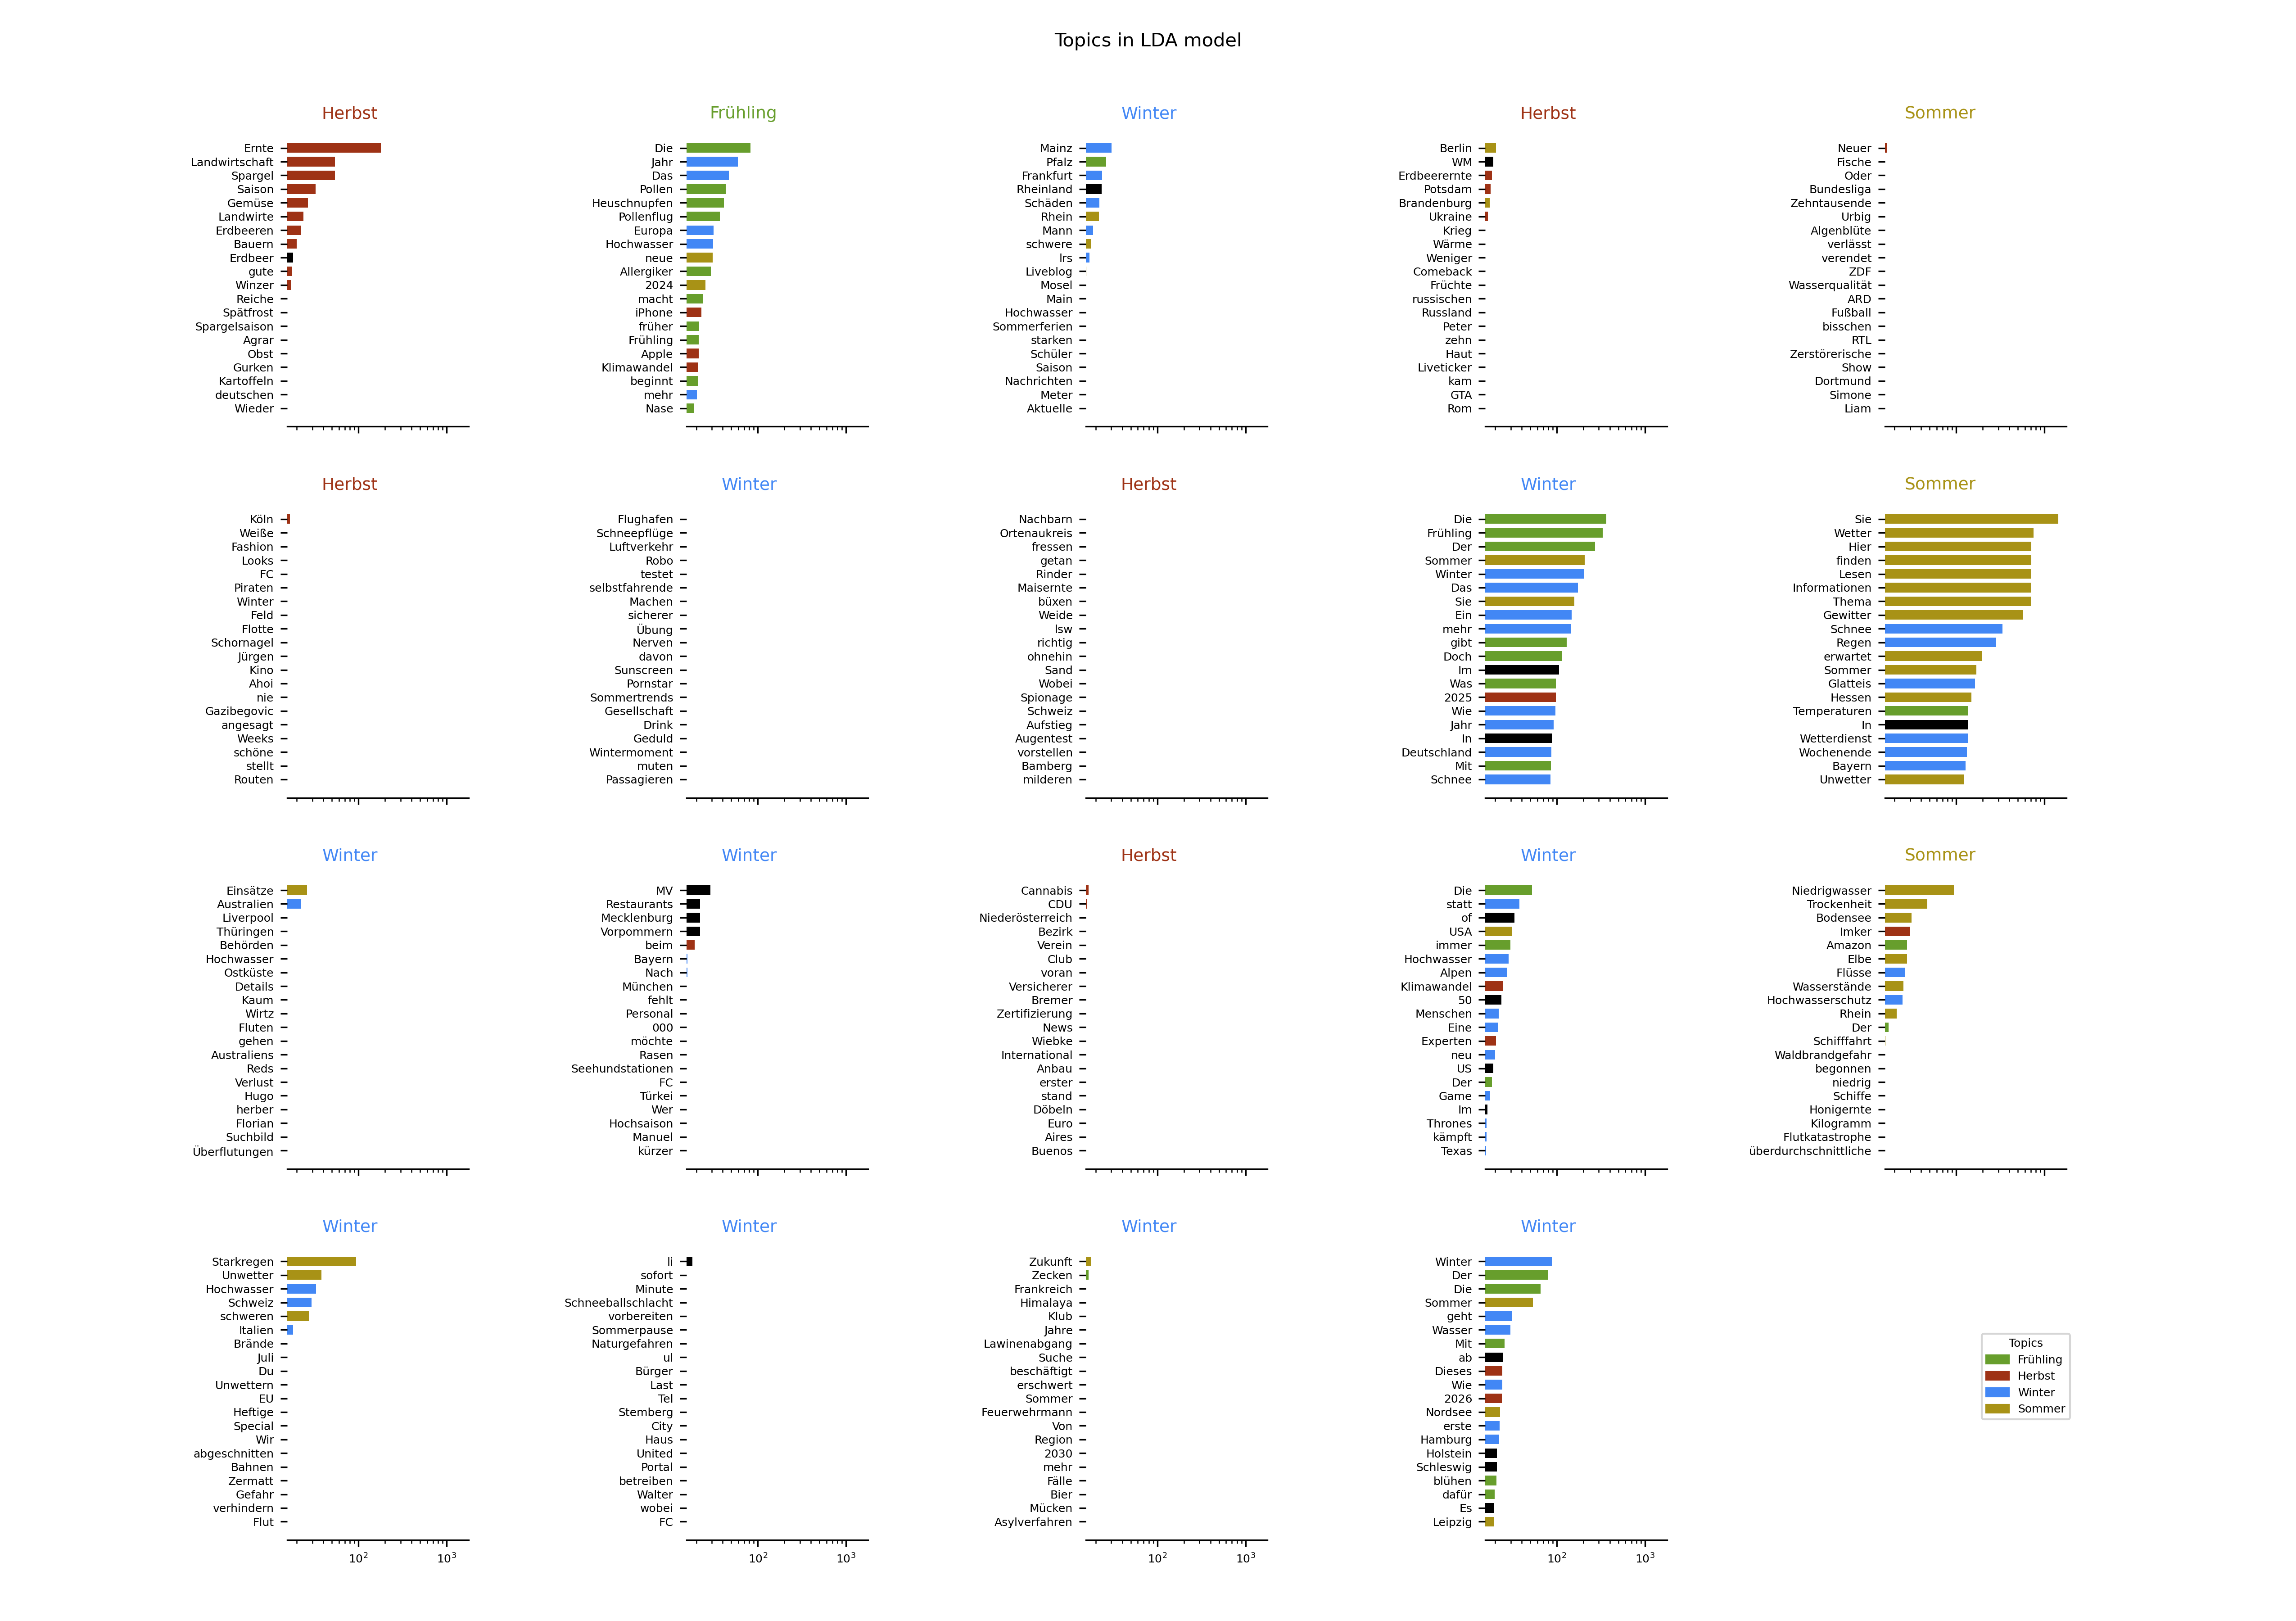 Topics in LDA model
Herbst
Ernte
Landwirtschaft
Spargel
Saison
Gemüse
Landwirte
Erdbeeren
Bauern
Erdbeer
gute
Winzer
Reiche
Spätfrost
Spargelsaison
Agrar
Obst
Gurken
Kartoffeln
deutschen
Wieder
Frühling
Die
Jahr
Das
Pollen
Heuschnupfen
Pollenflug
Europa
Hochwasser
neue
Allergiker
2024
macht
iPhone
früher
Frühling
Apple
Klimawandel
beginnt
mehr
Nase
Winter
Mainz
Pfalz
Frankfurt
Rheinland
Schäden
Rhein
Mann
schwere
lrs
Liveblog
Mosel
Main
Hochwasser
Sommerferien
starken
Schüler
Saison
Nachrichten
Meter
Aktuelle
Herbst
Berlin
WM
Erdbeerernte
Potsdam
Brandenburg
Ukraine
Krieg
Wärme
Weniger
Comeback
Früchte
russischen
Russland
Peter
zehn
Haut
Liveticker
kam
GTA
Rom
Sommer
Neuer
Fische
Oder
Bundesliga
Zehntausende
Urbig
Algenblüte
verlässt
verendet
ZDF
Wasserqualität
ARD
Fußball
bisschen
RTL
Zerstörerische
Show
Dortmund
Simone
Liam
Herbst
Köln
Weiße
Fashion
Looks
FC
Piraten
Winter
Feld
Flotte
Schornagel
Jürgen
Kino
Ahoi
nie
Gazibegovic
angesagt
Weeks
schöne
stellt
Routen
Winter
Flughafen
Schneepflüge
Luftverkehr
Robo
testet
selbstfahrende
Machen
sicherer
Übung
Nerven
davon
Sunscreen
Pornstar
Sommertrends
Gesellschaft
Drink
Geduld
Wintermoment
muten
Passagieren
Herbst
Nachbarn
Ortenaukreis
fressen
getan
Rinder
Maisernte
büxen
Weide
lsw
richtig
ohnehin
Sand
Wobei
Spionage
Schweiz
Aufstieg
Augentest
vorstellen
Bamberg
milderen
Winter
Die
Frühling
Der
Sommer
Winter
Das
Sie
Ein
mehr
gibt
Doch
Im
Was
2025
Wie
Jahr
In
Deutschland
Mit
Schnee
Sommer
Sie
Wetter
Hier
finden
Lesen
Informationen
Thema
Gewitter
Schnee
Regen
erwartet
Sommer
Glatteis
Hessen
Temperaturen
In
Wetterdienst
Wochenende
Bayern
Unwetter
Winter
Einsätze
Australien
Liverpool
Thüringen
Behörden
Hochwasser
Ostküste
Details
Kaum
Wirtz
Fluten
gehen
Australiens
Reds
Verlust
Hugo
herber
Florian
Suchbild
Überflutungen
Winter
MV
Restaurants
Mecklenburg
Vorpommern
beim
Bayern
Nach
München
fehlt
Personal
000
möchte
Rasen
Seehundstationen
FC
Türkei
Wer
Hochsaison
Manuel
kürzer
Herbst
Cannabis
CDU
Niederösterreich
Bezirk
Verein
Club
voran
Versicherer
Bremer
Zertifizierung
News
Wiebke
International
Anbau
erster
stand
Döbeln
Euro
Aires
Buenos
Winter
Die
statt
of
USA
immer
Hochwasser
Alpen
Klimawandel
50
Menschen
Eine
Experten
neu
US
Der
Game
Im
Thrones
kämpft
Texas
Sommer
Niedrigwasser
Trockenheit
Bodensee
Imker
Amazon
Elbe
Flüsse
Wasserstände
Hochwasserschutz
Rhein
Der
Schifffahrt
Waldbrandgefahr
begonnen
niedrig
Schiffe
Honigernte
Kilogramm
Flutkatastrophe
überdurchschnittliche
Winter
Starkregen
Unwetter
Hochwasser
Schweiz
schweren
Italien
Brände
Juli
Du
Unwettern
EU
Heftige
Special
Wir
abgeschnitten
Bahnen
Zermatt
Gefahr
verhindern
Flut
10² 10³
Winter
li
sofort
Minute
Schneeballschlacht
vorbereiten
Sommerpause
Naturgefahren
ul
Bürger
Last
Tel
Stemberg
City
Haus
United
Portal
betreiben
Walter
wobei
FC
10² 10³
Winter
Zukunft
Zecken
Frankreich
Himalaya
Klub
Jahre
Lawinenabgang
Suche
beschäftigt
erschwert
Sommer
Feuerwehrmann
Von
Region
2030
mehr
Fälle
Bier
Mücken
Asylverfahren
10² 10³
Winter
Winter
Der
Die
Sommer
geht
Wasser
Mit
ab
Dieses
Wie
2026
Nordsee
erste
Hamburg
Holstein
Schleswig
blühen
dafür
Es
Leipzig
10² 10³
Topics
Frühling
Herbst
Winter
Sommer